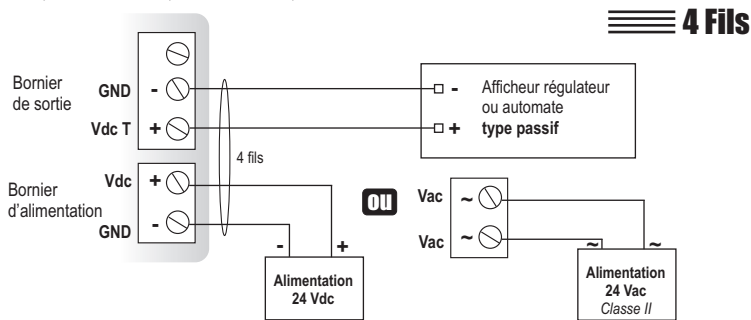 4 Fils
Bornier
de sortie
GND
-
Vdc T
+
-
Afficheur régulateur
ou automate
+
type passif
4 fils
Bornier
d'alimentation
Vdc
+
GND
-
-
+
Alimentation
24 Vdc
ou
Vac
~
Vac
~
~
~
Alimentation
24 Vac
Classe II